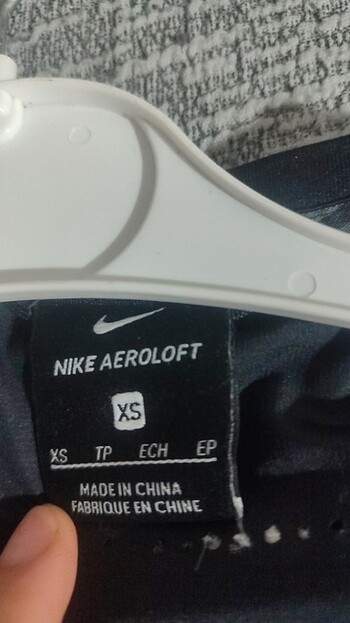 NIKE AEROLOFT
XS
XS TP ECH EP
MADE IN CHINA
FABRIQUE EN CHINE